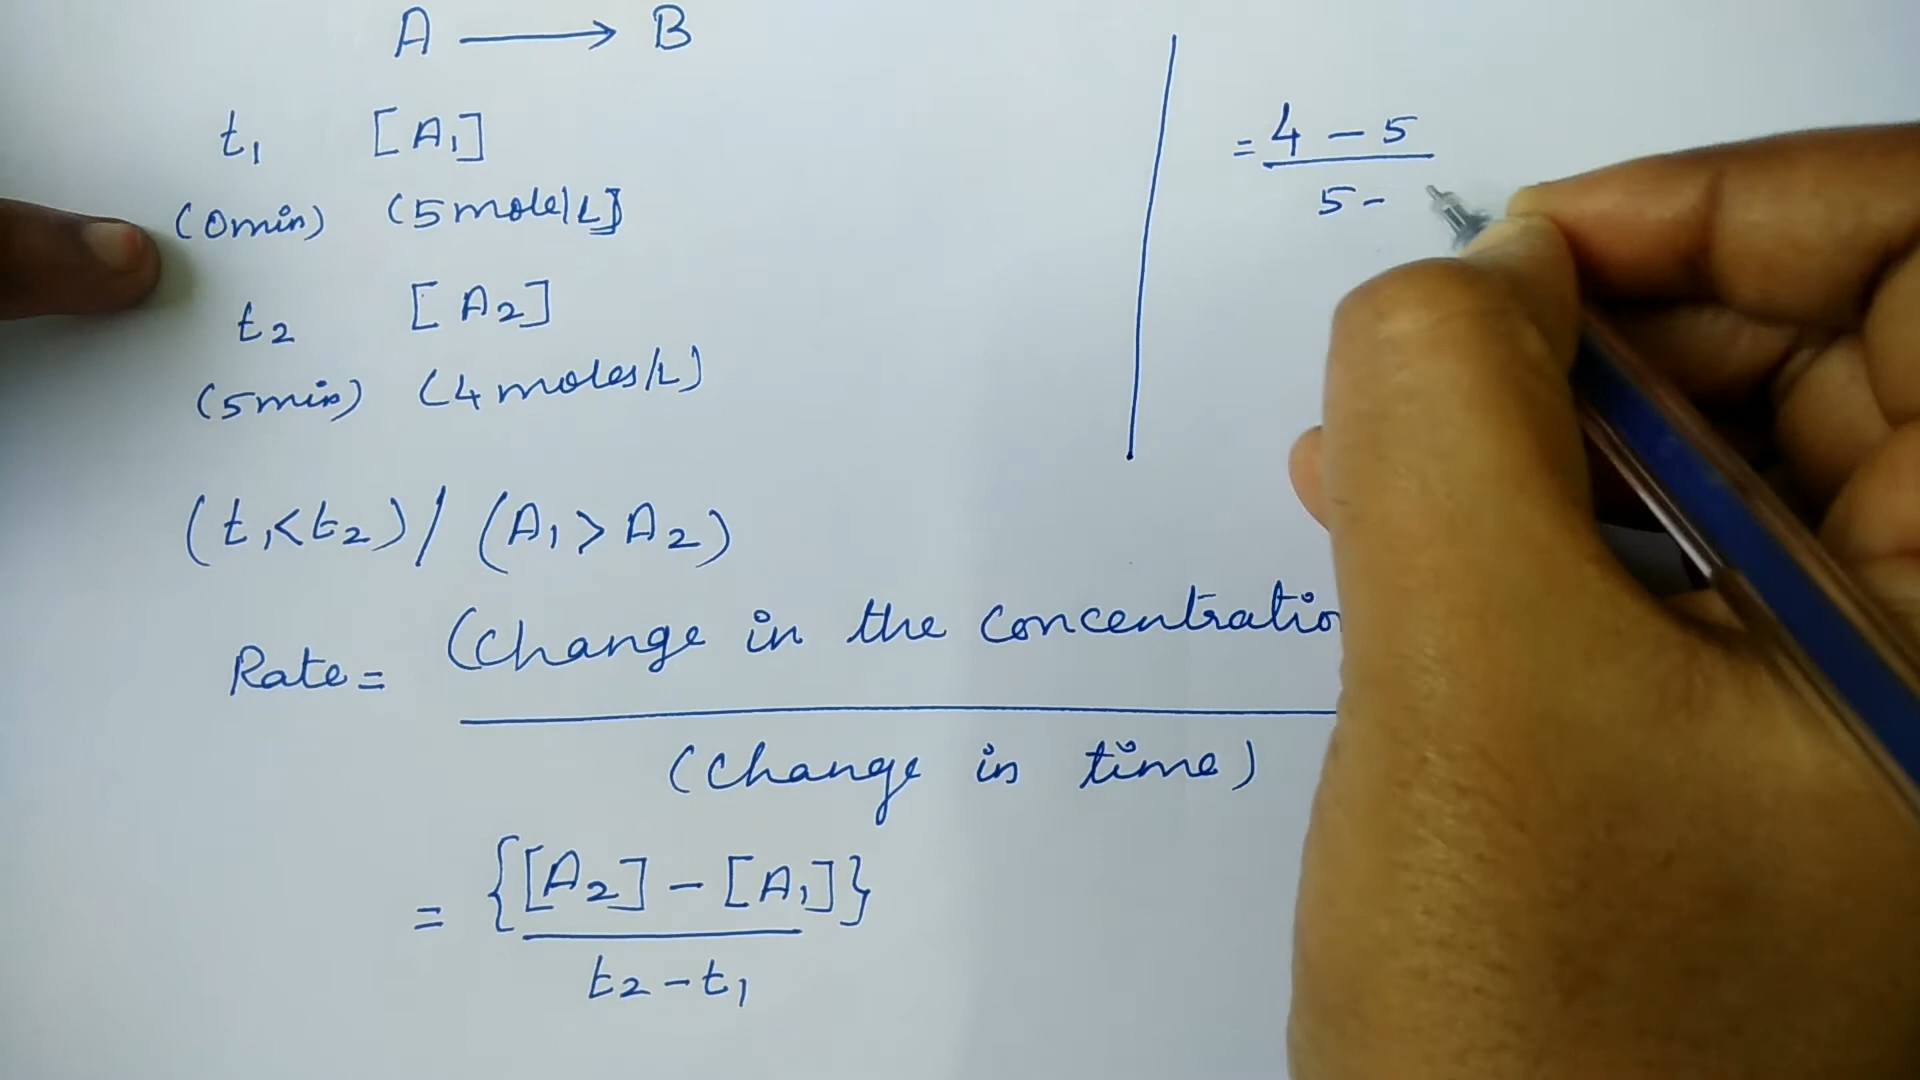 A ⟶ B
t₁ [A₁]
(0min) (5mole/L]
t₂ [A₂]
(5min) (4moles/L)
(t₁<t₂)/(A₁>A₂)
Rate = (Change in the concentratio
(Change in time)
= {[A₂]-[A₁]}
t₂-t₁
= 4 - 5
5 -